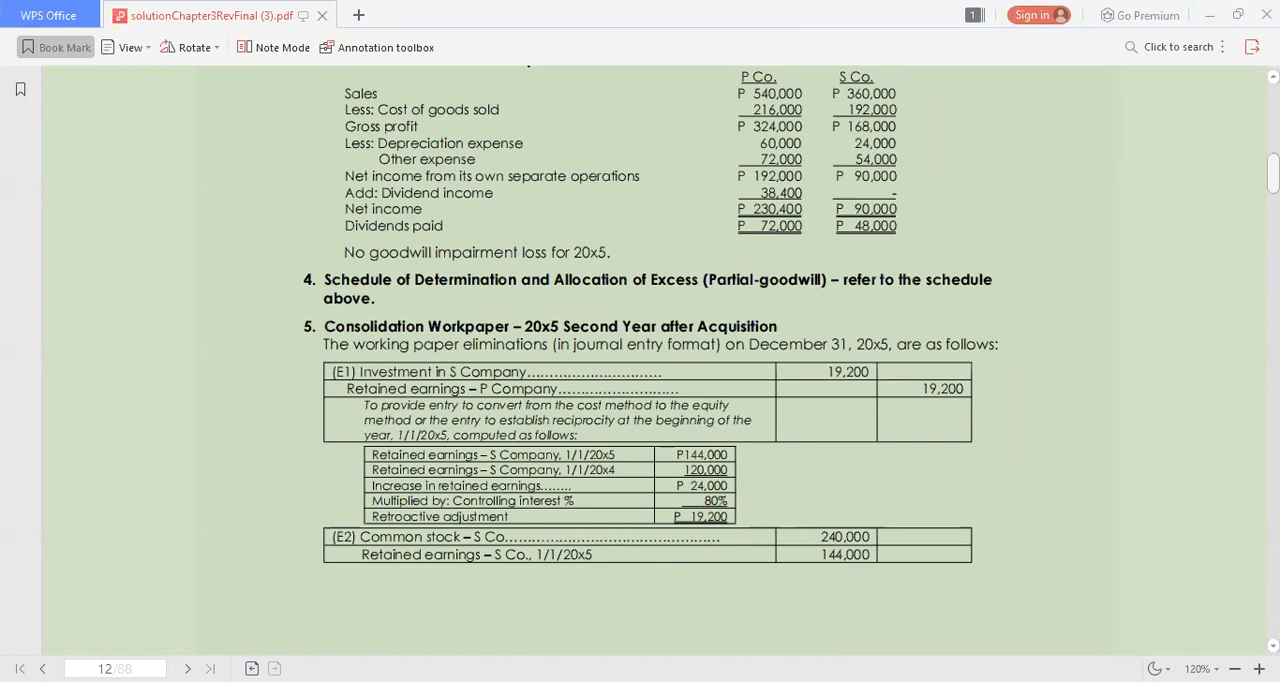 WPS Office
solutionChapter3RevFinal (3).pdf
1
Sign in
Go Premium
Book Mark
View
Rotate
Note Mode
Annotation toolbox
Click to search
P Co. S Co.
Sales P 540,000 P 360,000
Less: Cost of goods sold 216,000 192,000
Gross profit P 324,000 P 168,000
Less: Depreciation expense 60,000 24,000
Other expense 72,000 54,000
Net income from its own separate operations P 192,000 P 90,000
Add: Dividend income 38,400 -
Net income P 230,400 P 90,000
Dividends paid P 72,000 P 48,000
No goodwill impairment loss for 20x5.
4. Schedule of Determination and Allocation of Excess (Partial-goodwill) – refer to the schedule
above.
5. Consolidation Workpaper – 20x5 Second Year after Acquisition
The working paper eliminations (in journal entry format) on December 31, 20x5, are as follows:
(E1) Investment in S Company………………………… 19,200
Retained earnings – P Company……………………… 19,200
To provide entry to convert from the cost method to the equity
method or the entry to establish reciprocity at the beginning of the
year, 1/1/20x5, computed as follows:
Retained earnings – S Company, 1/1/20x5 P144,000
Retained earnings – S Company, 1/1/20x4 120,000
Increase in retained earnings…….. P 24,000
Multiplied by: Controlling interest % 80%
Retroactive adjustment P 19,200
(E2) Common stock – S Co………………………………………… 240,000
Retained earnings – S Co., 1/1/20x5 144,000
12/88
120%